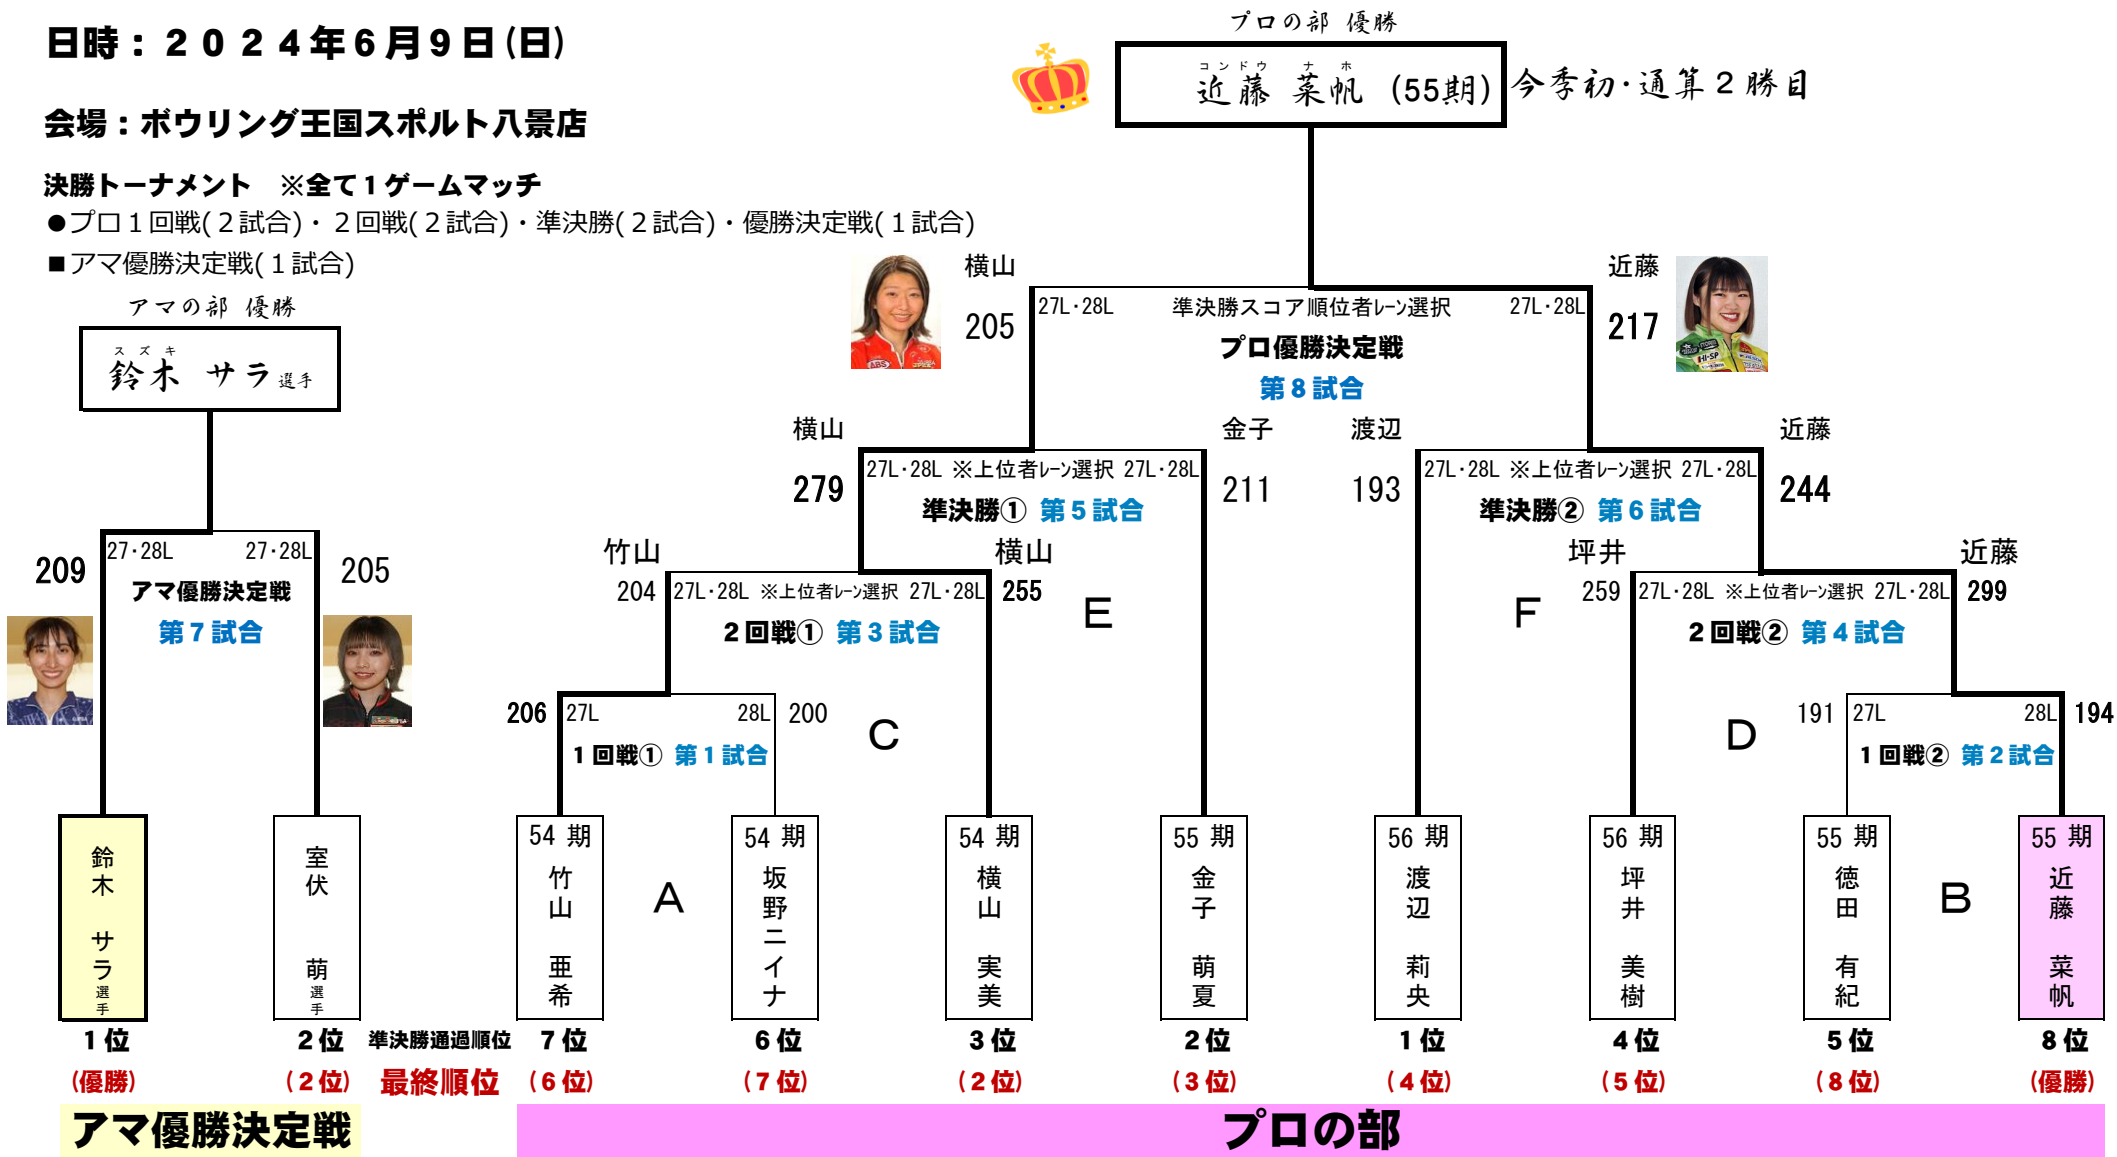 日時：２０２４年６月９日(日)
会場：ボウリング王国スポルト八景店
決勝トーナメント　※全て１ゲームマッチ
●プロ１回戦(２試合)・２回戦(２試合)・準決勝(２試合)・優勝決定戦(１試合)
■アマ優勝決定戦(１試合)
プロの部 優勝
コンドウ ナホ
近藤 菜帆 (55期)
今季初・通算２勝目
アマの部 優勝
スズキ
鈴木 サラ選手
横山
近藤
205
27L・28L 準決勝スコア順位者レーン選択 27L・28L
217
プロ優勝決定戦
第８試合
横山
金子
渡辺
近藤
279
27L・28L ※上位者レーン選択 27L・28L
211
193
27L・28L ※上位者レーン選択 27L・28L
244
準決勝① 第５試合
準決勝② 第６試合
209
27・28L 27・28L
205
アマ優勝決定戦
第７試合
竹山
横山
坪井
近藤
204
27L・28L ※上位者レーン選択 27L・28L
255
E
F
259
27L・28L ※上位者レーン選択 27L・28L
299
２回戦① 第３試合
２回戦② 第４試合
206
27L 28L
200
C
D
191
27L 28L
194
１回戦① 第１試合
１回戦② 第２試合
鈴木 サラ選手
室伏 萌選手
54 期
竹山 亜希
A
54 期
坂野ニイナ
54 期
横山 実美
55 期
金子 萌夏
56 期
渡辺 莉央
56 期
坪井 美樹
55 期
徳田 有紀
B
55 期
近藤 菜帆
１位 ２位 準決勝通過順位 ７位 ６位 ３位 ２位 １位 ４位 ５位 ８位
(優勝) (２位) 最終順位 (６位) (７位) (２位) (３位) (４位) (５位) (８位) (優勝)
アマ優勝決定戦
プロの部
ABS
HI-SP